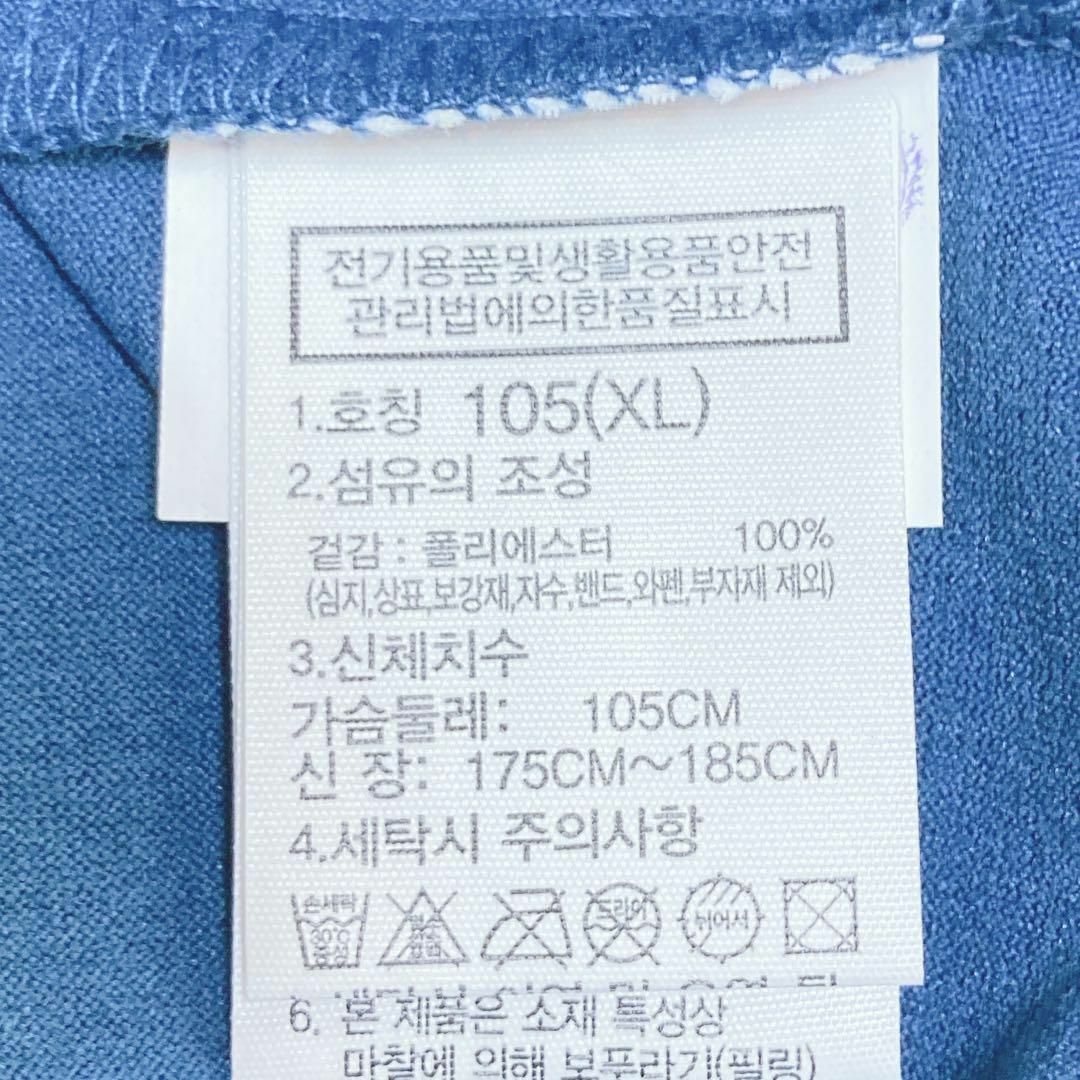 전기용품및생활용품안전
관리법에의한품질표시
1.호칭 105(XL)
2.섬유의 조성
겉감 : 폴리에스터 100%
(심지,상표,보강재,자수,밴드,와펜,부자재 제외)
3.신체치수
가슴둘레: 105CM
신 장: 175CM~185CM
4.세탁시 주의사항
손세탁
중성
드라이
뉘어서
6. 본 제품은 소재 특성상
마찰에 의해 보푸라기(필링)